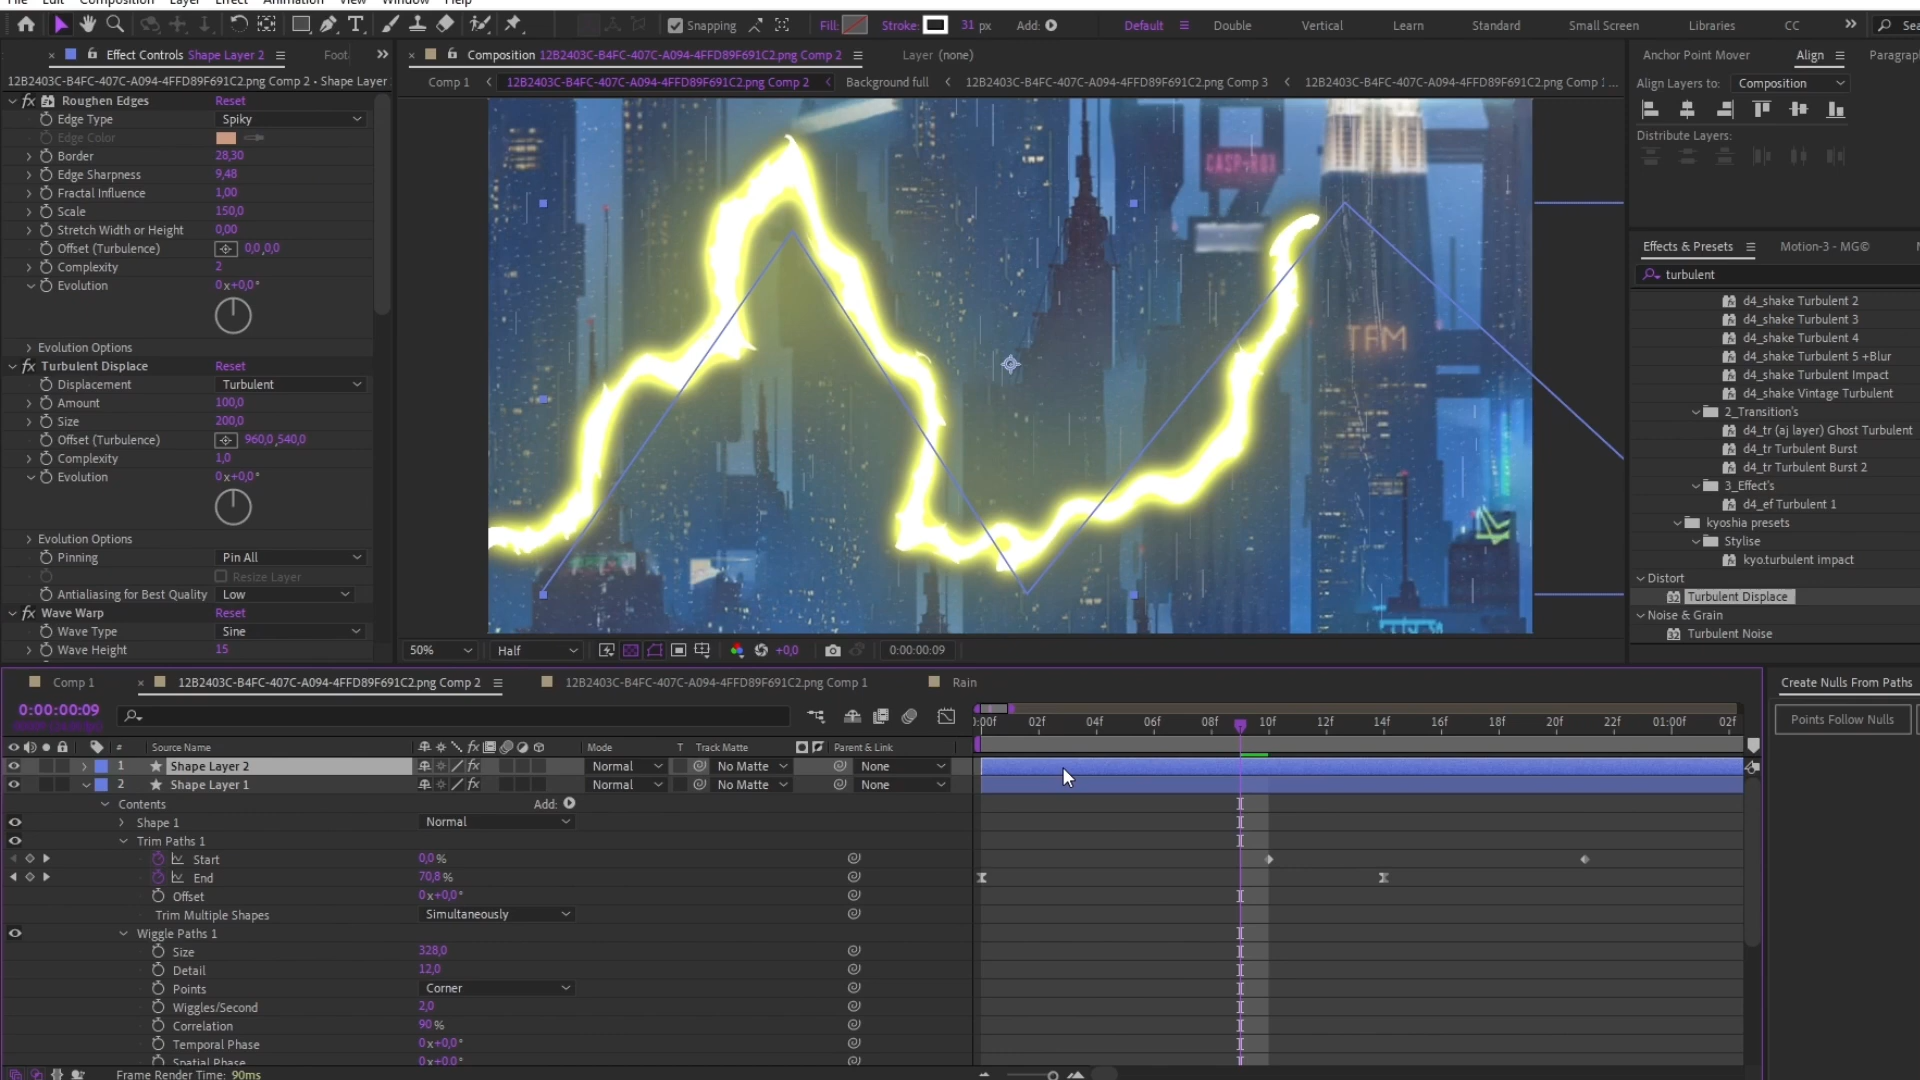 File Edit Composition Layer Effect Animation View Window Help
Snapping Fill: Stroke: 31 px Add: Default Double Vertical Learn Standard Small Screen Libraries CC
Effect Controls Shape Layer 2
Composition 12B2403C-B4FC-407C-A094-4FFD89F691C2.png Comp 2 Layer (none)
Anchor Point Mover Align
12B2403C-B4FC-407C-A094-4FFD89F691C2.png Comp 2 • Shape Layer
Comp 1 12B2403C-B4FC-407C-A094-4FFD89F691C2.png Comp 2 Background full 12B2403C-B4FC-407C-A094-4FFD89F691C2.png Comp 3 12B2403C-B4FC-407C-A094-4FFD89F691C2.png Comp 1 ...
Align Layers to: Composition
Distribute Layers:
fx Roughen Edges Reset
Edge Type Spiky
Edge Color
Border 28,30
Edge Sharpness 9,48
Fractal Influence 1,00
Scale 150,0
Stretch Width or Height 0,00
Offset (Turbulence) 0,0,0,0
Complexity 2
Evolution 0x+0,0°
Evolution Options
fx Turbulent Displace Reset
Displacement Turbulent
Amount 100,0
Size 200,0
Offset (Turbulence) 960,0,540,0
Complexity 1,0
Evolution 0x+0,0°
Evolution Options
Pinning Pin All
Resize Layer
Antialiasing for Best Quality Low
fx Wave Warp Reset
Wave Type Sine
Wave Height 15
Effects & Presets Motion-3 - MG©
turbulent
d4_shake Turbulent 2
d4_shake Turbulent 3
d4_shake Turbulent 4
d4_shake Turbulent 5 +Blur
d4_shake Turbulent Impact
d4_shake Vintage Turbulent
2_Transition's
d4_tr (aj layer) Ghost Turbulent
d4_tr Turbulent Burst
d4_tr Turbulent Burst 2
3_Effect's
d4_ef Turbulent 1
kyoshia presets
Stylise
kyo.turbulent impact
Distort
Turbulent Displace
Noise & Grain
Turbulent Noise
50% Half +0,0 0:00:00:09
Comp 1 12B2403C-B4FC-407C-A094-4FFD89F691C2.png Comp 2 12B2403C-B4FC-407C-A094-4FFD89F691C2.png Comp 1 Rain
Create Nulls From Paths
Points Follow Nulls
0:00:00:09
:00f 02f 04f 06f 08f 10f 12f 14f 16f 18f 20f 22f 01:00f 02f
# Source Name fx Mode T Track Matte Parent & Link
1 Shape Layer 2 fx Normal No Matte None
2 Shape Layer 1 fx Normal No Matte None
Contents Add:
Shape 1 Normal
Trim Paths 1
Start 0,0 %
End 70,8 %
Offset 0x+0,0°
Trim Multiple Shapes Simultaneously
Wiggle Paths 1
Size 328,0
Detail 12,0
Points Corner
Wiggles/Second 2,0
Correlation 90 %
Temporal Phase 0x+0,0°
Spatial Phase 0x+0,0°
Frame Render Time: 90ms